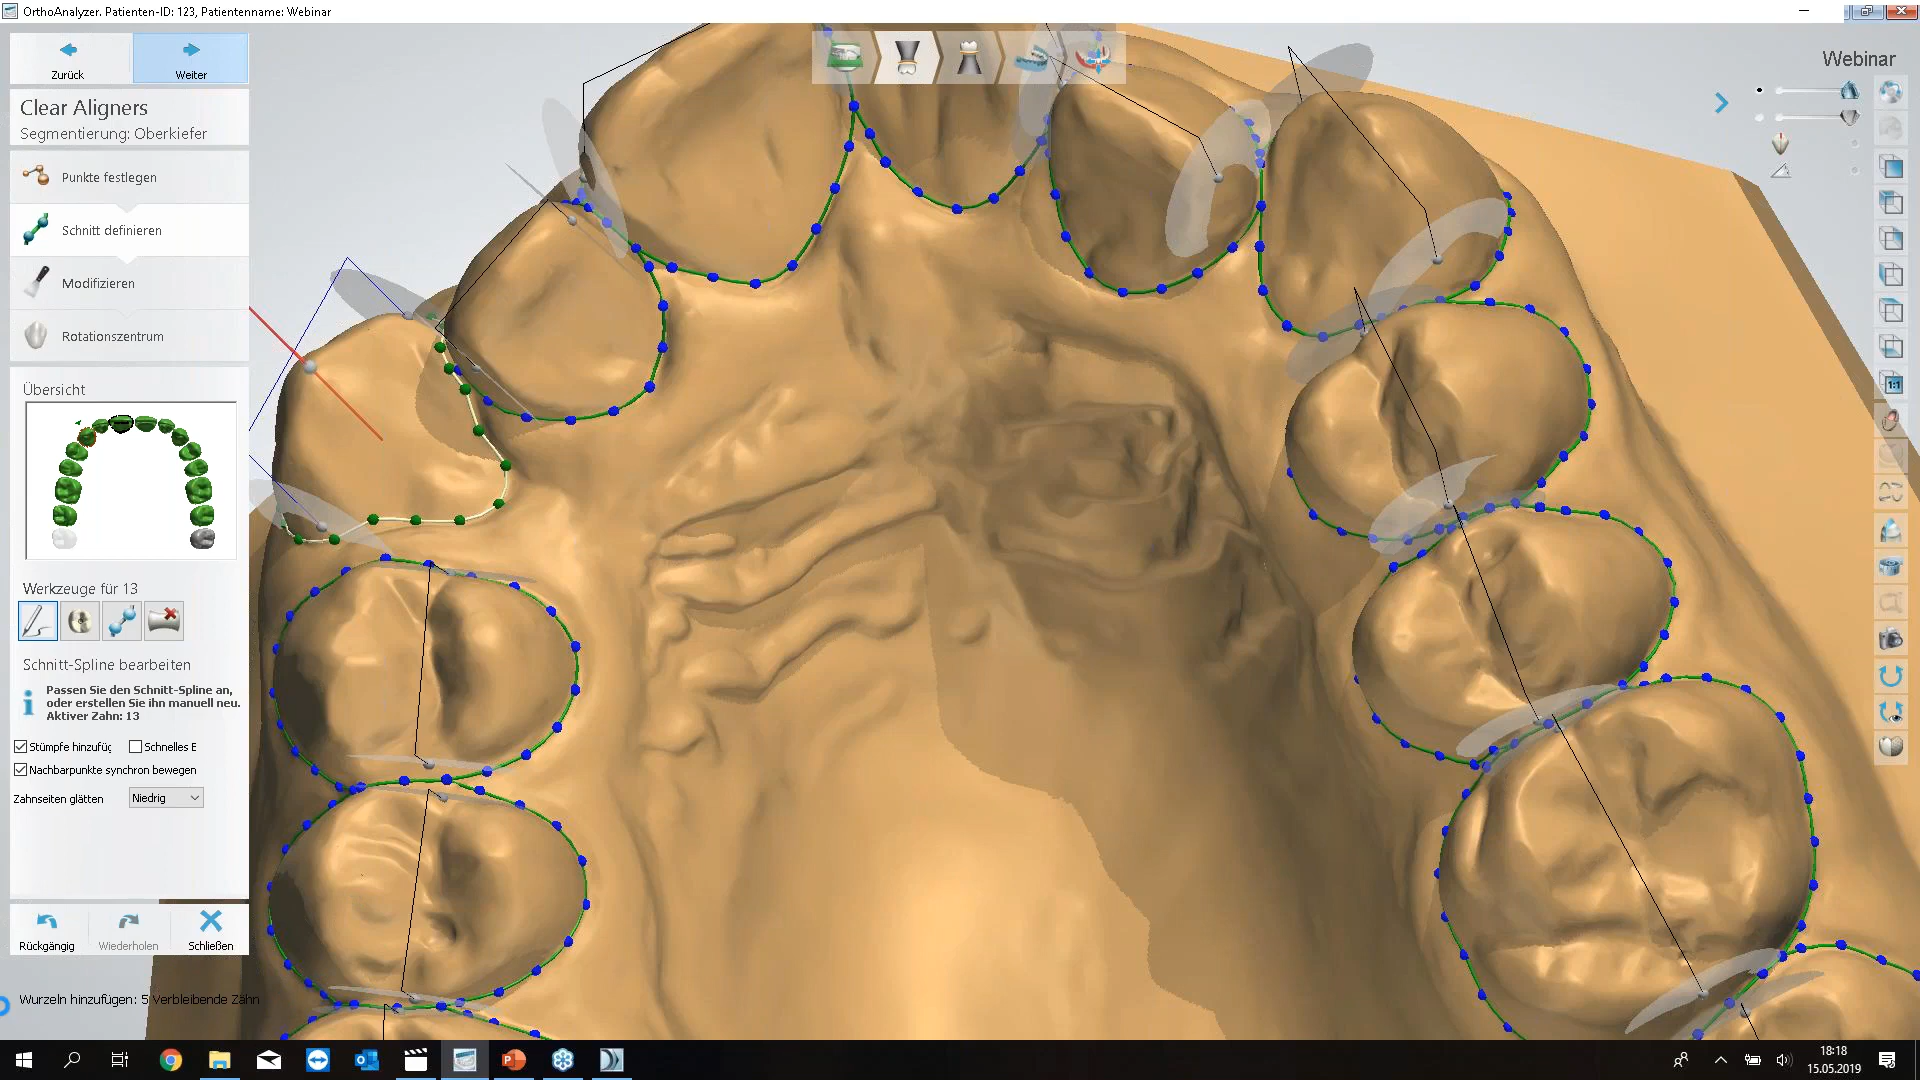 OrthoAnalyzer. Patienten-ID: 123, Patientenname: Webinar
Zurück
Weiter
Webinar
Clear Aligners
Segmentierung: Oberkiefer
Punkte festlegen
Schnitt definieren
Modifizieren
Rotationszentrum
Übersicht
1:1
Werkzeuge für 13
Schnitt-Spline bearbeiten
Passen Sie den Schnitt-Spline an,
oder erstellen Sie ihn manuell neu.
Aktiver Zahn: 13
Stümpfe hinzufüg
Schnelles E
Nachbarpunkte synchron bewegen
Zahnseiten glätten
Niedrig
Rückgängig
Wiederholen
Schließen
Wurzeln hinzufügen: 5 Verbleibende Zähn
18:18
15.05.2019